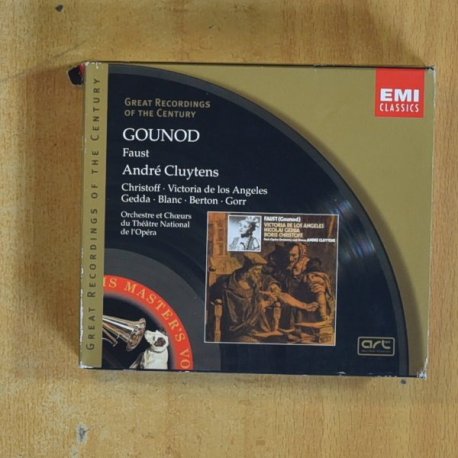 GREAT RECORDINGS OF THE CENTURY
GREAT RECORDINGS
OF THE CENTURY
EMI
CLASSICS
GOUNOD
Faust
André Cluytens
Christoff · Victoria de los Angeles
Gedda · Blanc · Berton · Gorr
Orchestre et Chœurs
du Théâtre National
de l'Opéra
FAUST (Gounod)
VICTORIA DE LOS ANGELES
NICOLAI GEDDA
BORIS CHRISTOFF
ANDRÉ CLUYTENS
IS MASTER'S VO
art